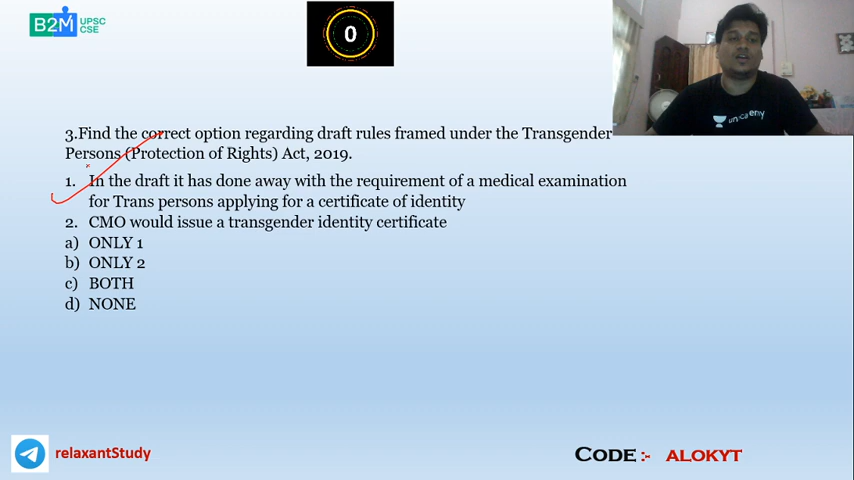 B2M UPSC
CSE
0
unacademy
3.Find the correct option regarding draft rules framed under the Transgender
Persons (Protection of Rights) Act, 2019.
1. In the draft it has done away with the requirement of a medical examination
for Trans persons applying for a certificate of identity
2. CMO would issue a transgender identity certificate
a) ONLY 1
b) ONLY 2
c) BOTH
d) NONE
relaxantStudy
CODE :- ALOKYT